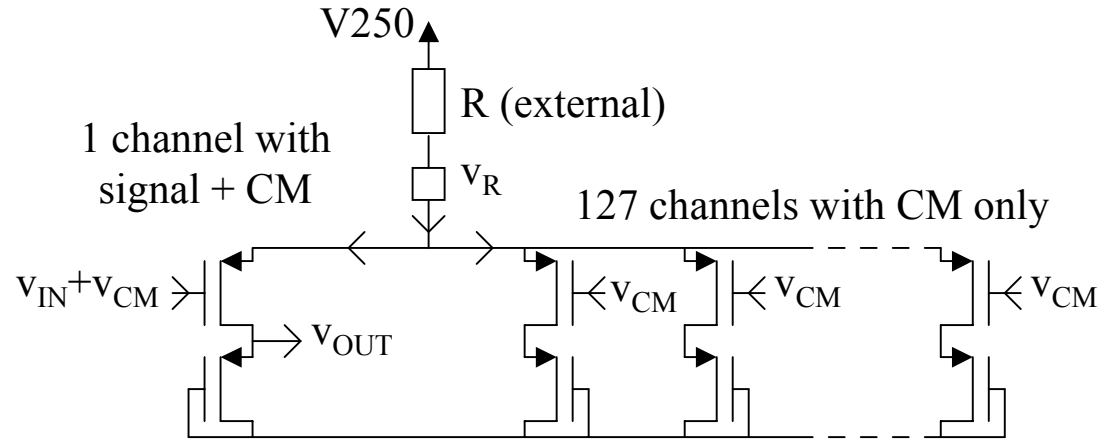 V250
R (external)
1 channel with
signal + CM
vR
127 channels with CM only
vIN+vCM
vCM
vCM
vCM
vOUT